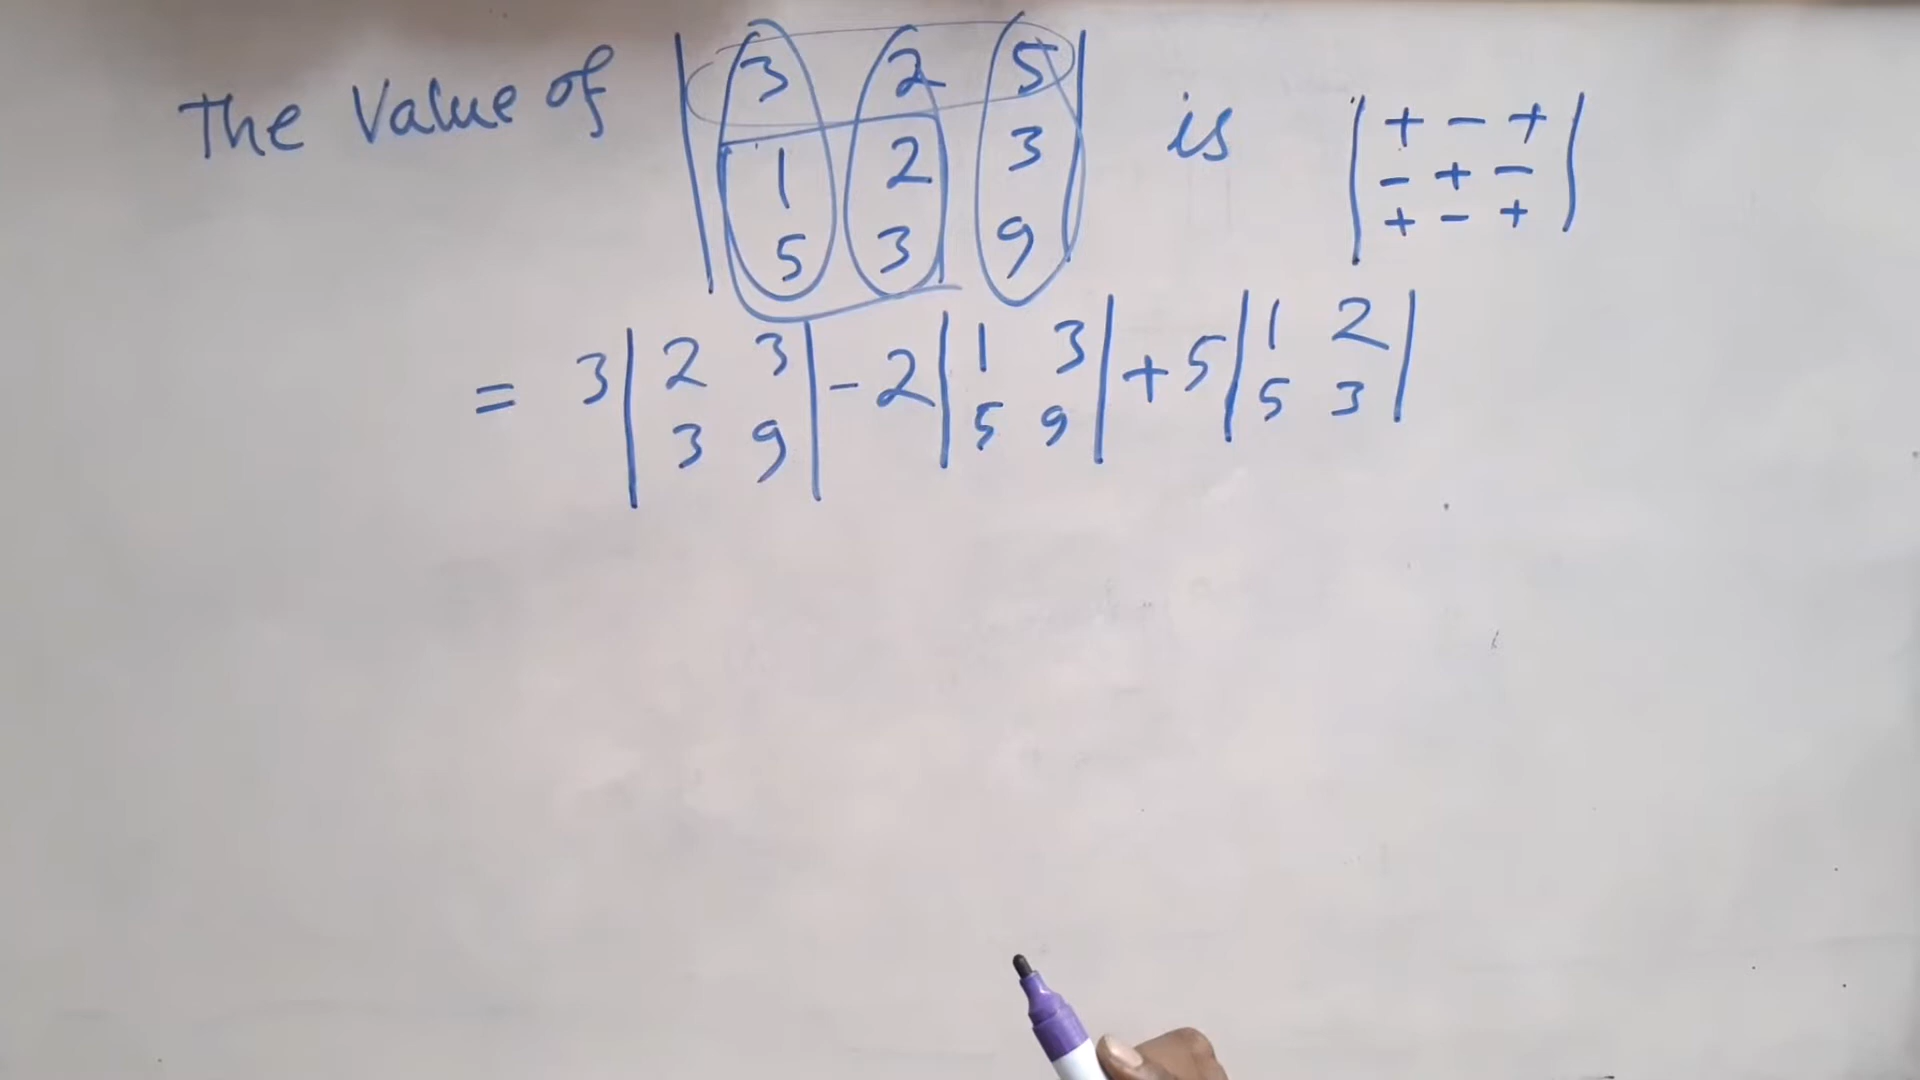 The Value of | 3 2 5 | is | + - + |
| 1 2 3 | | - + - |
| 5 3 9 | | + - + |
= 3 | 2 3 | - 2 | 1 3 | + 5 | 1 2 |
| 3 9 | | 5 9 | | 5 3 |